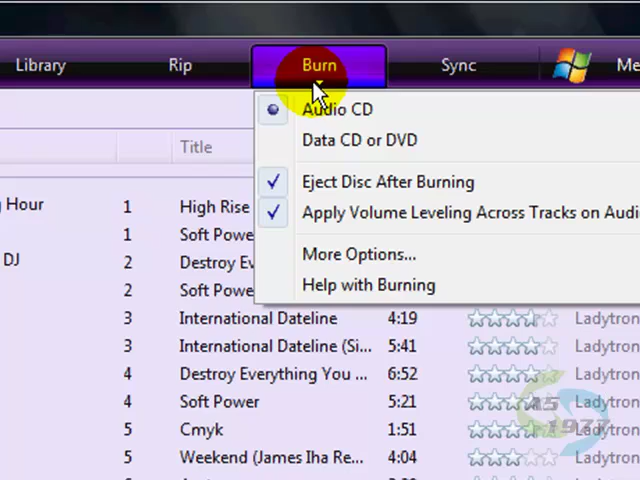 Library Rip Burn Sync Me
Audio CD
Data CD or DVD
Title
Eject Disc After Burning
g Hour 1 High Rise
Apply Volume Leveling Across Tracks on Audi
1 Soft Powe
DJ 2 Destroy E
More Options...
2 Soft Powe
Help with Burning
3 International Dateline 4:19 Ladytron
3 International Dateline (Si... 5:41 Ladytron
4 Destroy Everything You ... 6:52 Ladytron
4 Soft Power 5:21 Ladytron
5 Cmyk 1:51 Ladytron
5 Weekend (James Iha Re... 4:04 Ladytron
AS
1977